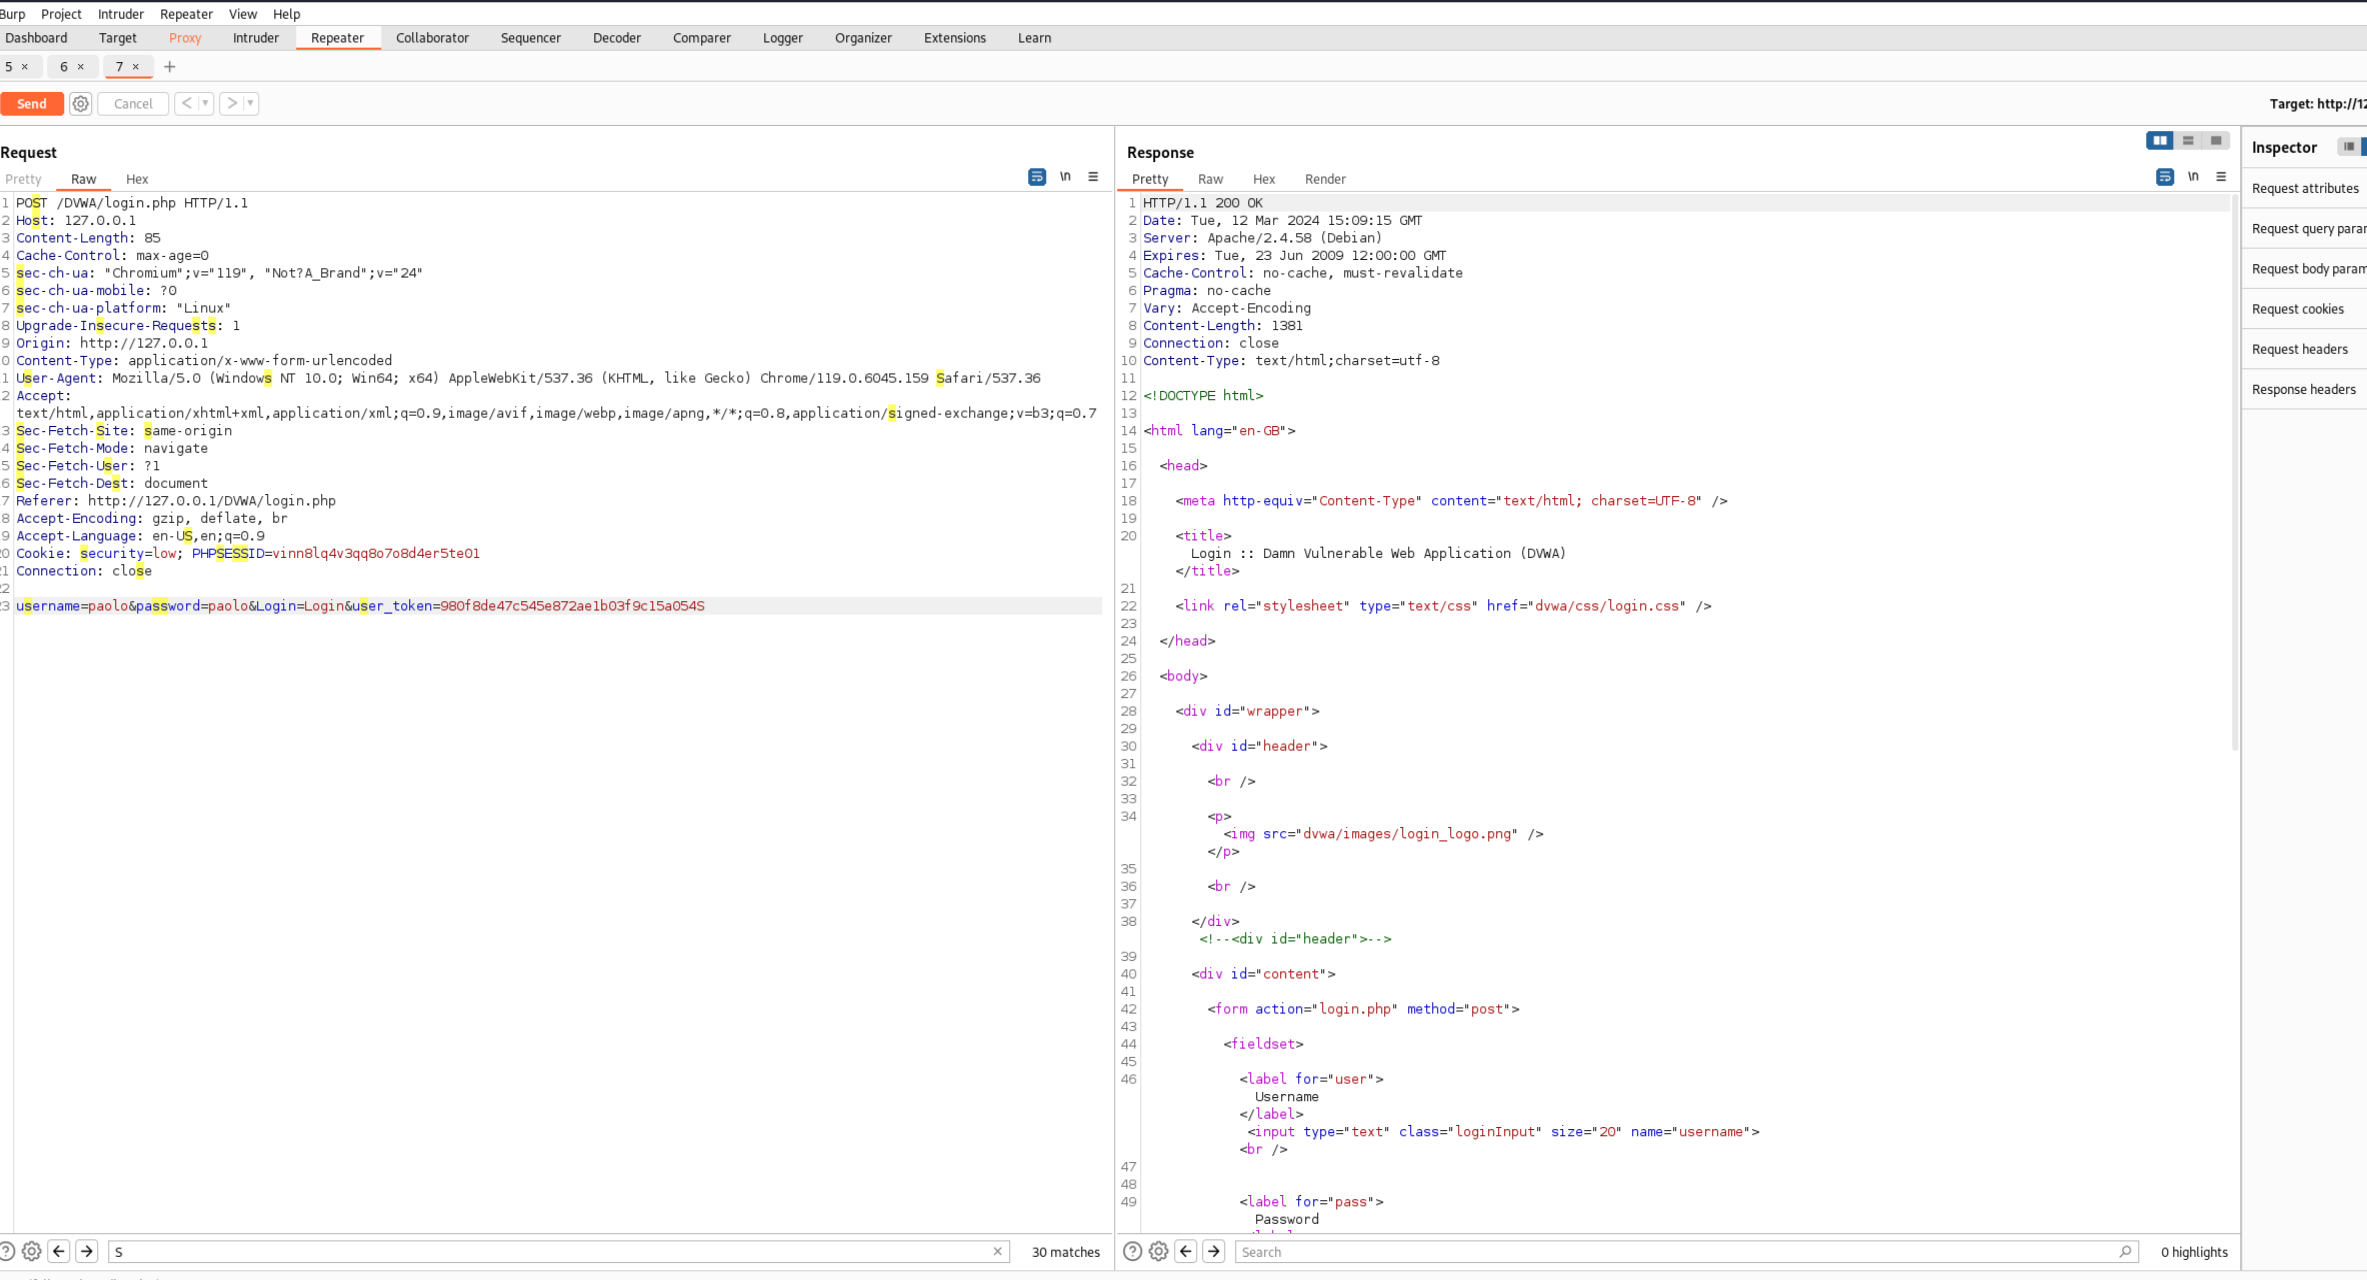 Burp Project Intruder Repeater View Help
Dashboard Target Proxy Intruder Repeater Collaborator Sequencer Decoder Comparer Logger Organizer Extensions Learn
5 × 6 × 7 × +
Send Cancel < > Target: http://12
Request
Pretty Raw Hex \n
1 POST /DVWA/login.php HTTP/1.1
2 Host: 127.0.0.1
3 Content-Length: 85
4 Cache-Control: max-age=0
5 sec-ch-ua: "Chromium";v="119", "Not?A_Brand";v="24"
6 sec-ch-ua-mobile: ?0
7 sec-ch-ua-platform: "Linux"
8 Upgrade-Insecure-Requests: 1
9 Origin: http://127.0.0.1
0 Content-Type: application/x-www-form-urlencoded
1 User-Agent: Mozilla/5.0 (Windows NT 10.0; Win64; x64) AppleWebKit/537.36 (KHTML, like Gecko) Chrome/119.0.6045.159 Safari/537.36
2 Accept:
text/html,application/xhtml+xml,application/xml;q=0.9,image/avif,image/webp,image/apng,*/*;q=0.8,application/signed-exchange;v=b3;q=0.7
3 Sec-Fetch-Site: same-origin
4 Sec-Fetch-Mode: navigate
5 Sec-Fetch-User: ?1
6 Sec-Fetch-Dest: document
7 Referer: http://127.0.0.1/DVWA/login.php
8 Accept-Encoding: gzip, deflate, br
9 Accept-Language: en-US,en;q=0.9
0 Cookie: security=low; PHPSESSID=vinn8lq4v3qq8o7o8d4er5te01
1 Connection: close
2
3 username=paolo&password=paolo&Login=Login&user_token=980f8de47c545e872ae1b03f9c15a054S
S × 30 matches
Response
Pretty Raw Hex Render \n
1 HTTP/1.1 200 OK
2 Date: Tue, 12 Mar 2024 15:09:15 GMT
3 Server: Apache/2.4.58 (Debian)
4 Expires: Tue, 23 Jun 2009 12:00:00 GMT
5 Cache-Control: no-cache, must-revalidate
6 Pragma: no-cache
7 Vary: Accept-Encoding
8 Content-Length: 1381
9 Connection: close
10 Content-Type: text/html;charset=utf-8
11
12 <!DOCTYPE html>
13
14 <html lang="en-GB">
15
16 <head>
17
18 <meta http-equiv="Content-Type" content="text/html; charset=UTF-8" />
19
20 <title>
Login :: Damn Vulnerable Web Application (DVWA)
</title>
21
22 <link rel="stylesheet" type="text/css" href="dvwa/css/login.css" />
23
24 </head>
25
26 <body>
27
28 <div id="wrapper">
29
30 <div id="header">
31
32 <br />
33
34 <p>
<img src="dvwa/images/login_logo.png" />
</p>
35
36 <br />
37
38 </div>
<!--<div id="header">-->
39
40 <div id="content">
41
42 <form action="login.php" method="post">
43
44 <fieldset>
45
46 <label for="user">
Username
</label>
<input type="text" class="loginInput" size="20" name="username">
<br />
47
48
49 <label for="pass">
Password
Search 0 highlights
Inspector
Request attributes
Request query para
Request body param
Request cookies
Request headers
Response headers